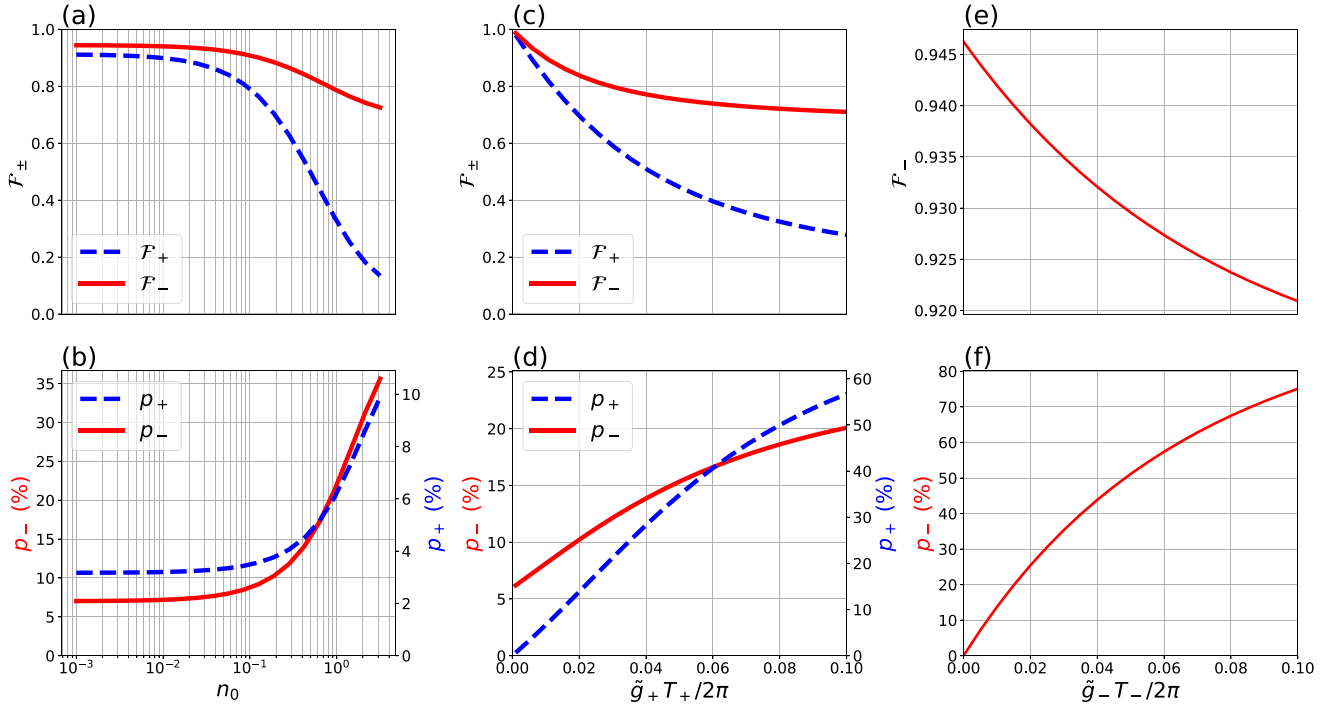 (a)
1.0
0.8
0.6
0.4
0.2
0.0
ℱ±
ℱ+
ℱ−
(c)
1.0
0.8
0.6
0.4
0.2
0.0
ℱ±
ℱ+
ℱ−
(e)
0.945
0.940
0.935
0.930
0.925
0.920
ℱ−
(b)
35
30
25
20
15
10
5
0
p− (%)
p+
p−
10
8
6
4
2
0
p+ (%)
10⁻³ 10⁻² 10⁻¹ 10⁰
n₀
(d)
25
20
15
10
5
0
p− (%)
p+
p−
60
50
40
30
20
10
0
p+ (%)
0.00 0.02 0.04 0.06 0.08 0.10
g̃+T+/2π
(f)
80
70
60
50
40
30
20
10
0
p− (%)
0.00 0.02 0.04 0.06 0.08 0.10
g̃−T−/2π